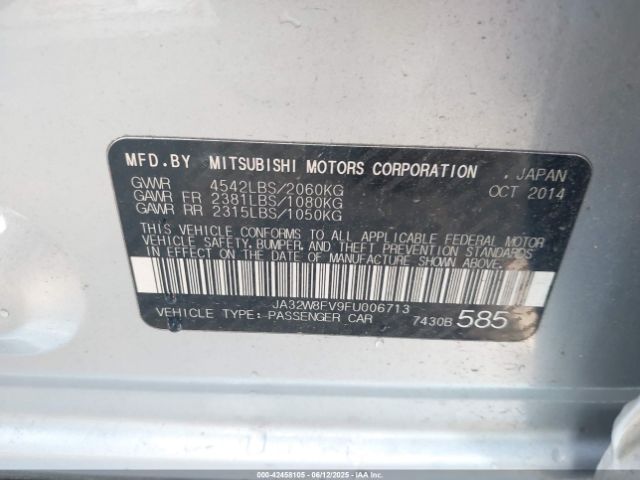 MFD.BY MITSUBISHI MOTORS CORPORATION , JAPAN
GVWR 4542LBS/2060KG OCT 2014
GAWR FR 2381LBS/1080KG
GAWR RR 2315LBS/1050KG
THIS VEHICLE CONFORMS TO ALL APPLICABLE FEDERAL MOTOR
VEHICLE SAFETY, BUMPER, AND THEFT PREVENTION STANDARDS
IN EFFECT ON THE DATE OF MANUFACTURE SHOWN ABOVE.
JA32W8FV9FU006713
VEHICLE TYPE: PASSENGER CAR 7430B 585
000-42458105 - 06/12/2025 - IAAI.COM